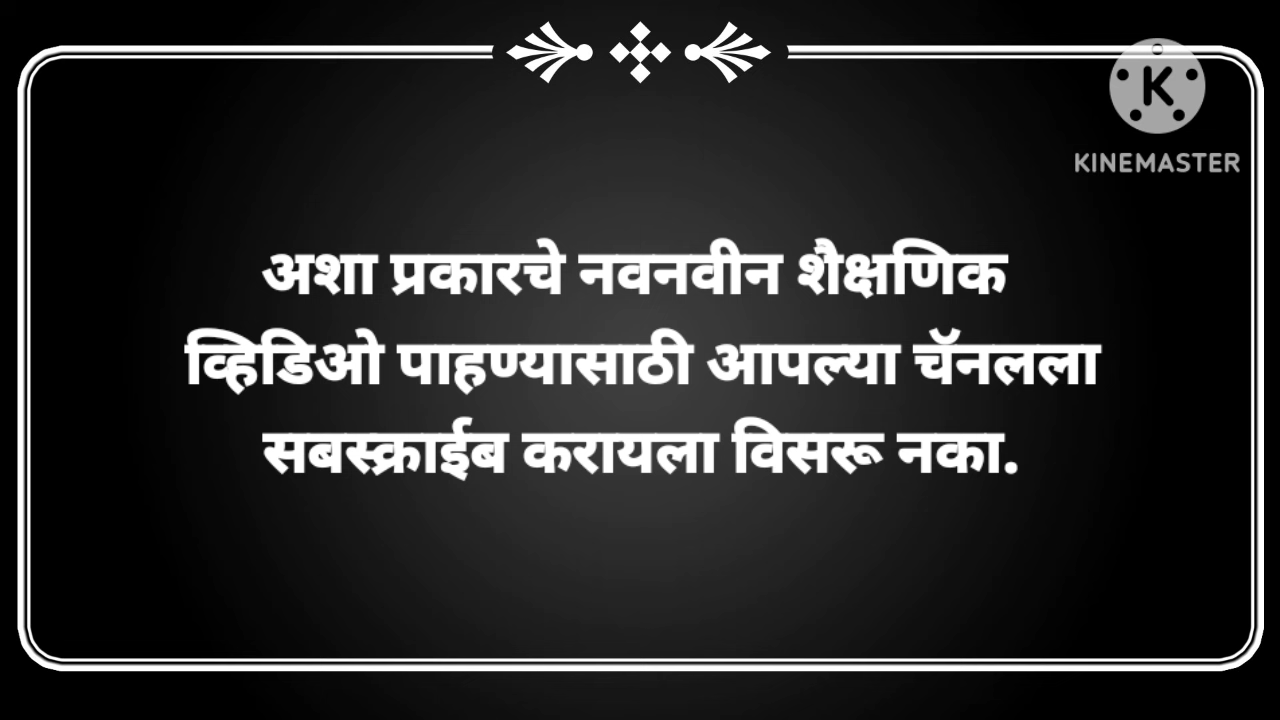 KINEMASTER
अशा प्रकारचे नवनवीन शैक्षणिक
व्हिडिओ पाहण्यासाठी आपल्या चॅनलला
सबस्क्राईब करायला विसरू नका.